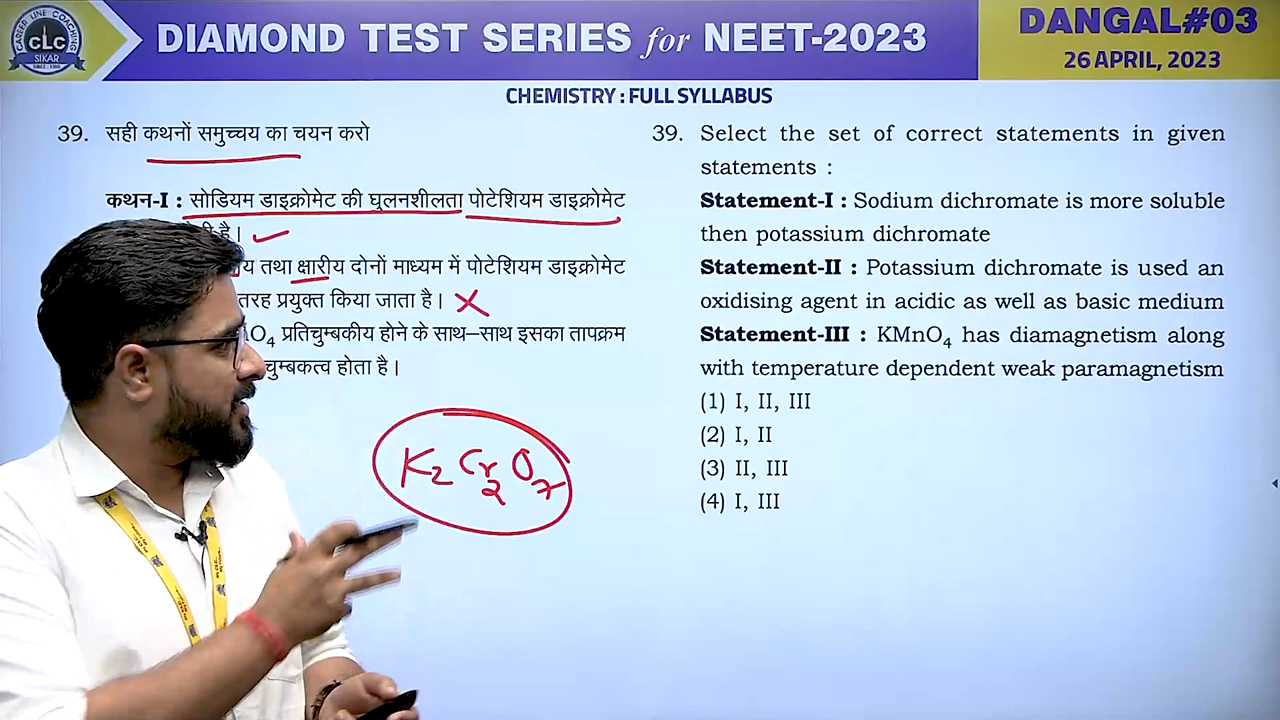 CAREER LINE COACHING
CLC
SIKAR
DIAMOND TEST SERIES for NEET-2023
DANGAL#03
26 APRIL, 2023
CHEMISTRY : FULL SYLLABUS
39. सही कथनों समुच्चय का चयन करो
कथन-I : सोडियम डाइक्रोमेट की घुलनशीलता पोटेशियम डाइक्रोमेट
है।
तथा क्षारीय दोनों माध्यम में पोटेशियम डाइक्रोमेट
तरह प्रयुक्त किया जाता है।
O₄ प्रतिचुम्बकीय होने के साथ–साथ इसका तापक्रम
चुम्बकत्व होता है।
K₂Cr₂O₇
39. Select the set of correct statements in given
statements :
Statement-I : Sodium dichromate is more soluble
then potassium dichromate
Statement-II : Potassium dichromate is used an
oxidising agent in acidic as well as basic medium
Statement-III : KMnO₄ has diamagnetism along
with temperature dependent weak paramagnetism
(1) I, II, III
(2) I, II
(3) II, III
(4) I, III